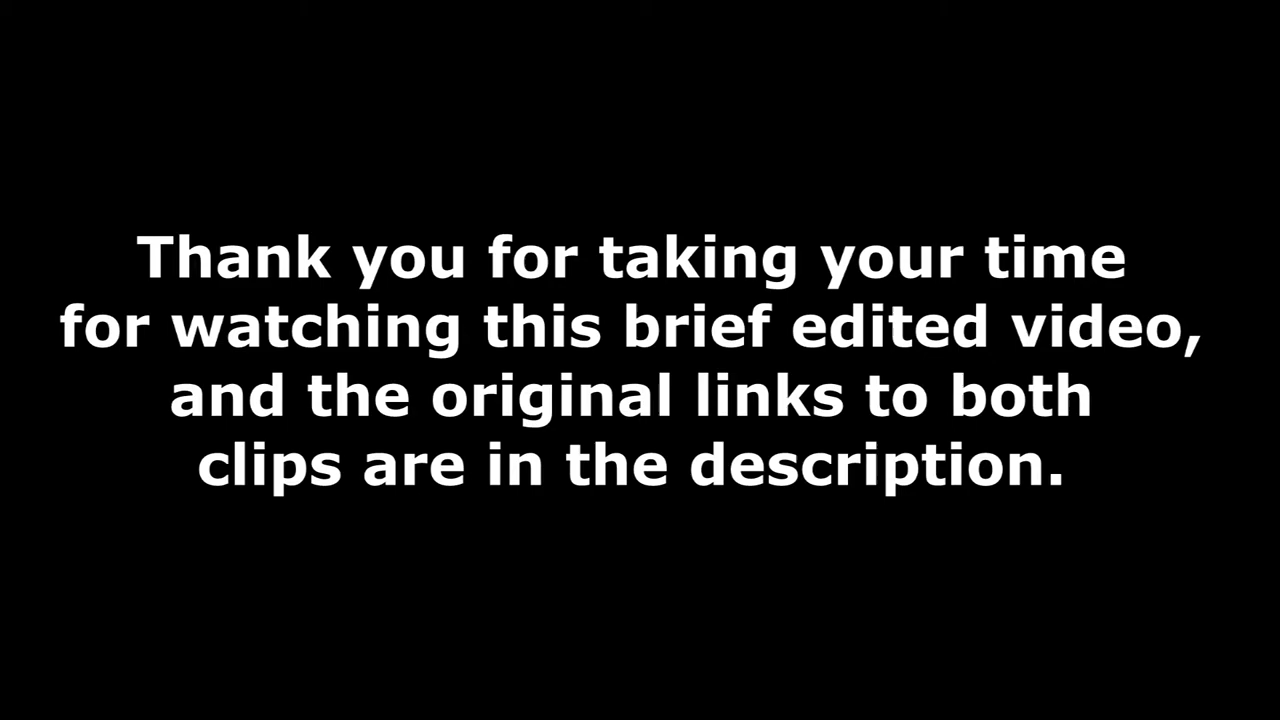 Thank you for taking your time
for watching this brief edited video,
and the original links to both
clips are in the description.